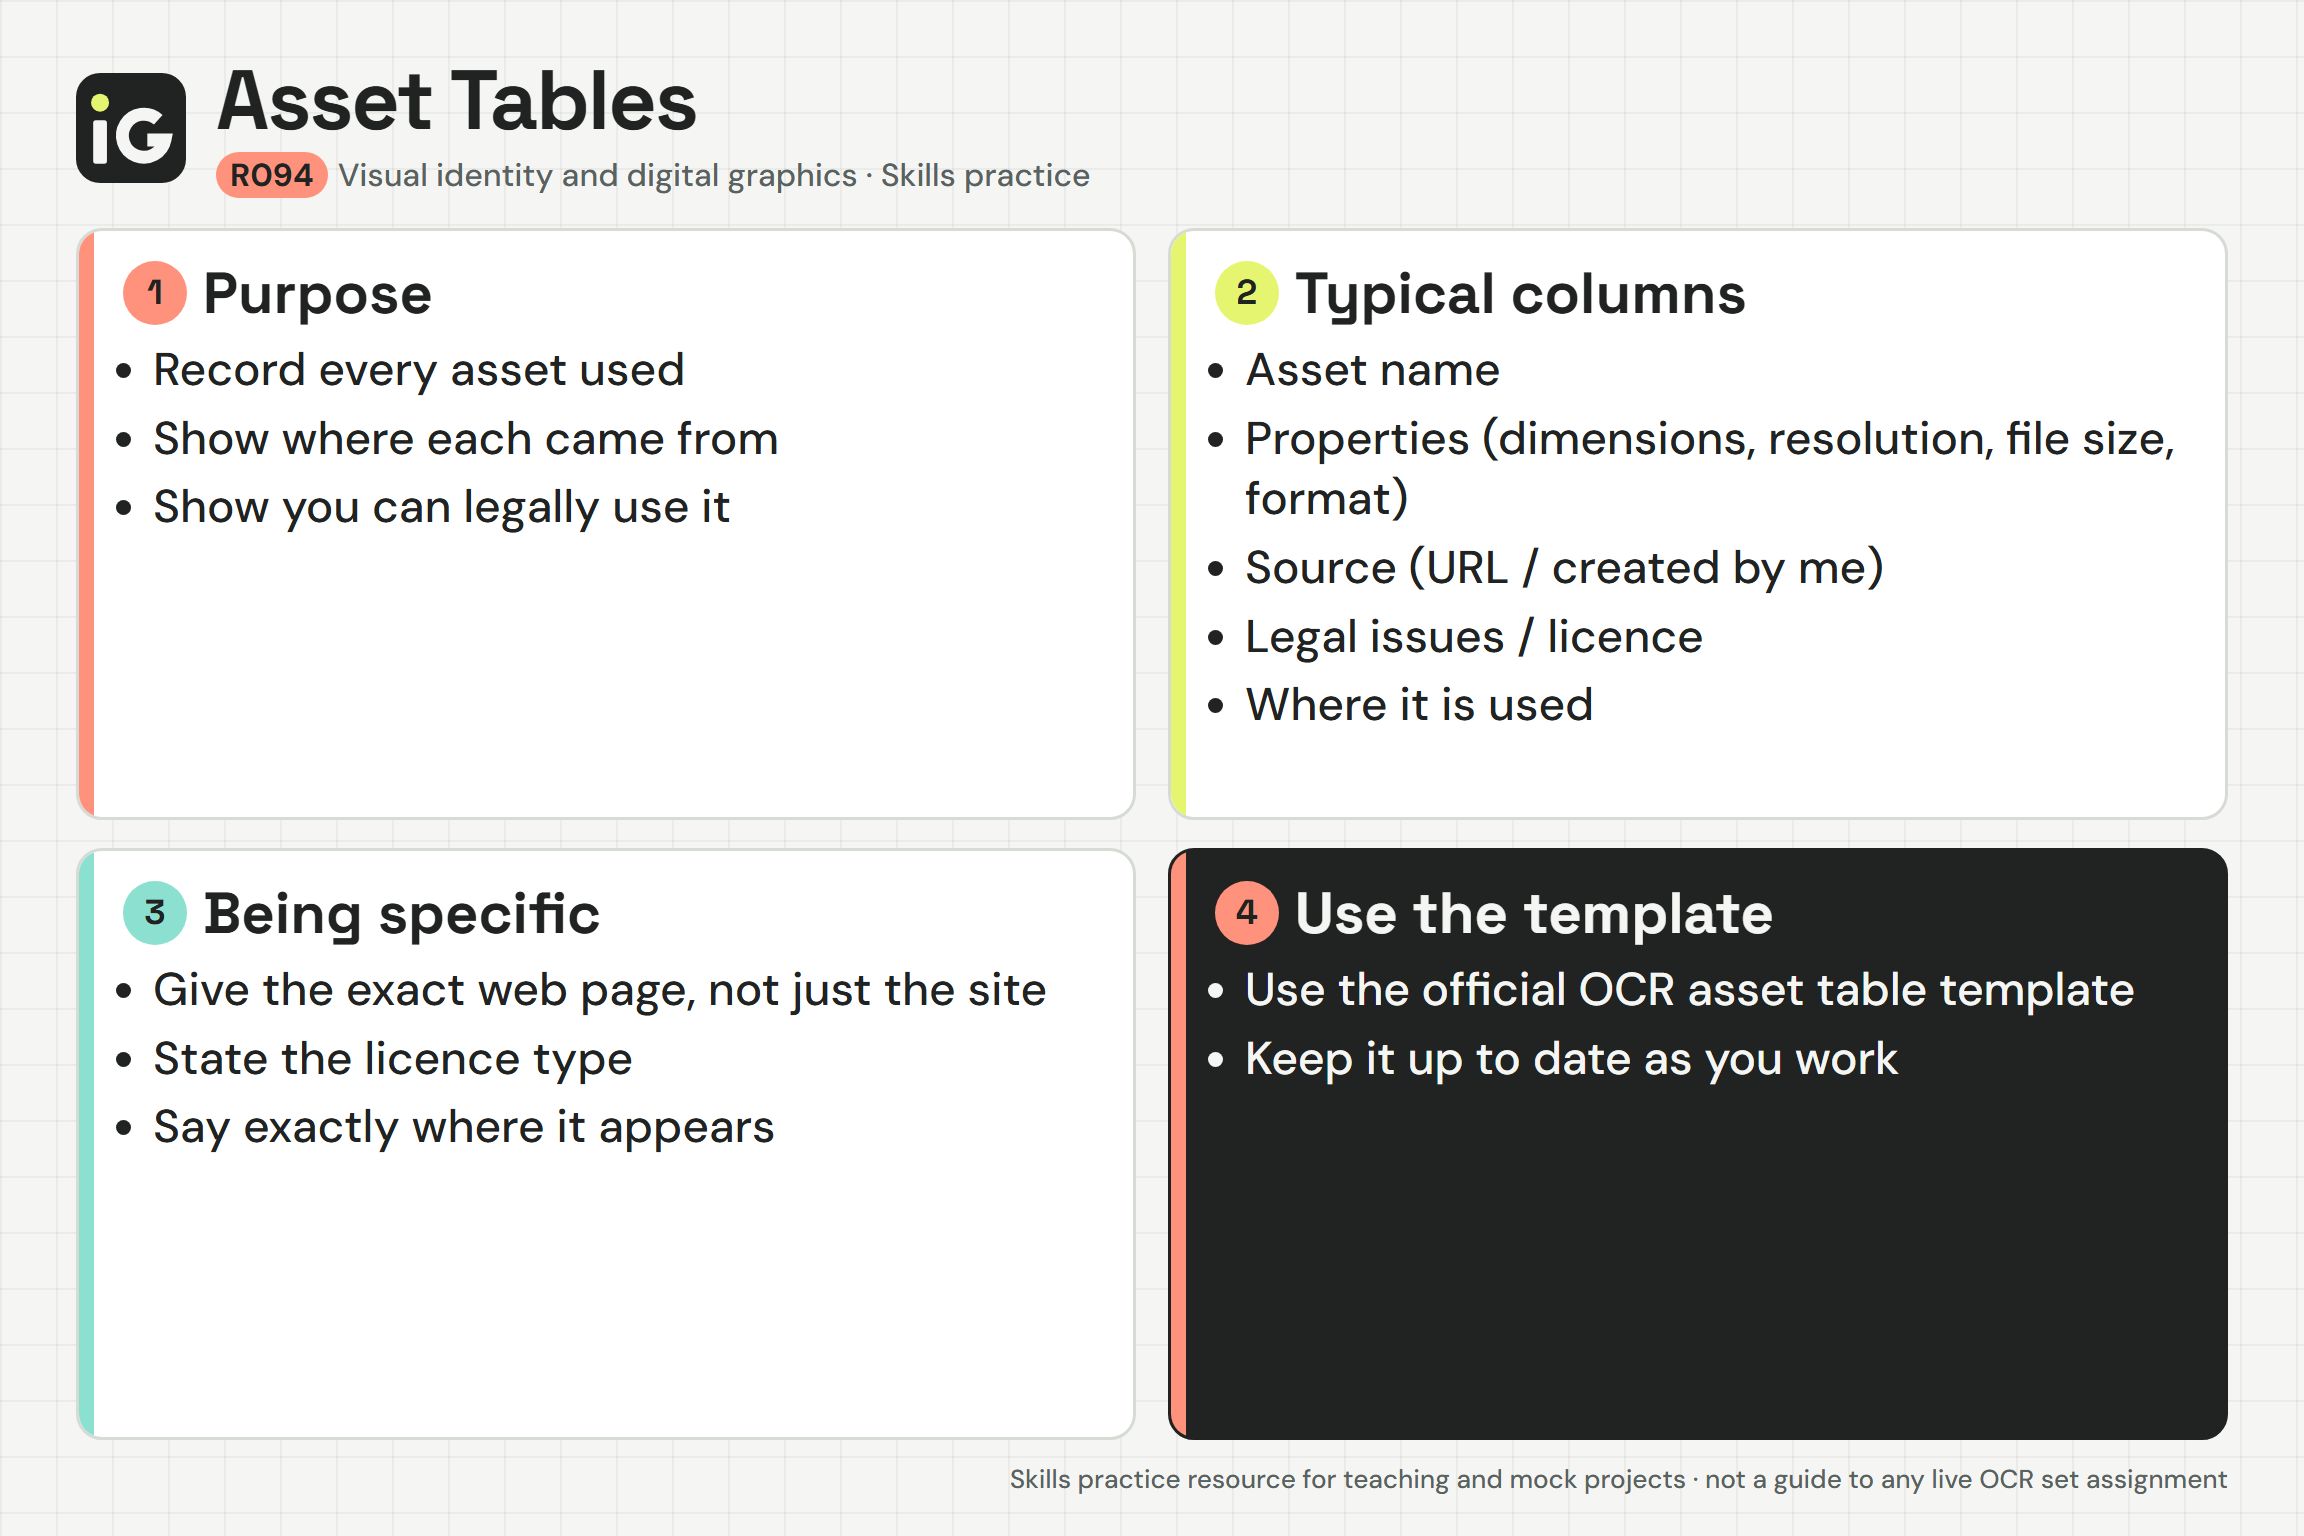 iG
Asset Tables
R094 Visual identity and digital graphics · Skills practice
1 Purpose
• Record every asset used
• Show where each came from
• Show you can legally use it
2 Typical columns
• Asset name
• Properties (dimensions, resolution, file size,
format)
• Source (URL / created by me)
• Legal issues / licence
• Where it is used
3 Being specific
• Give the exact web page, not just the site
• State the licence type
• Say exactly where it appears
4 Use the template
• Use the official OCR asset table template
• Keep it up to date as you work
Skills practice resource for teaching and mock projects · not a guide to any live OCR set assignment